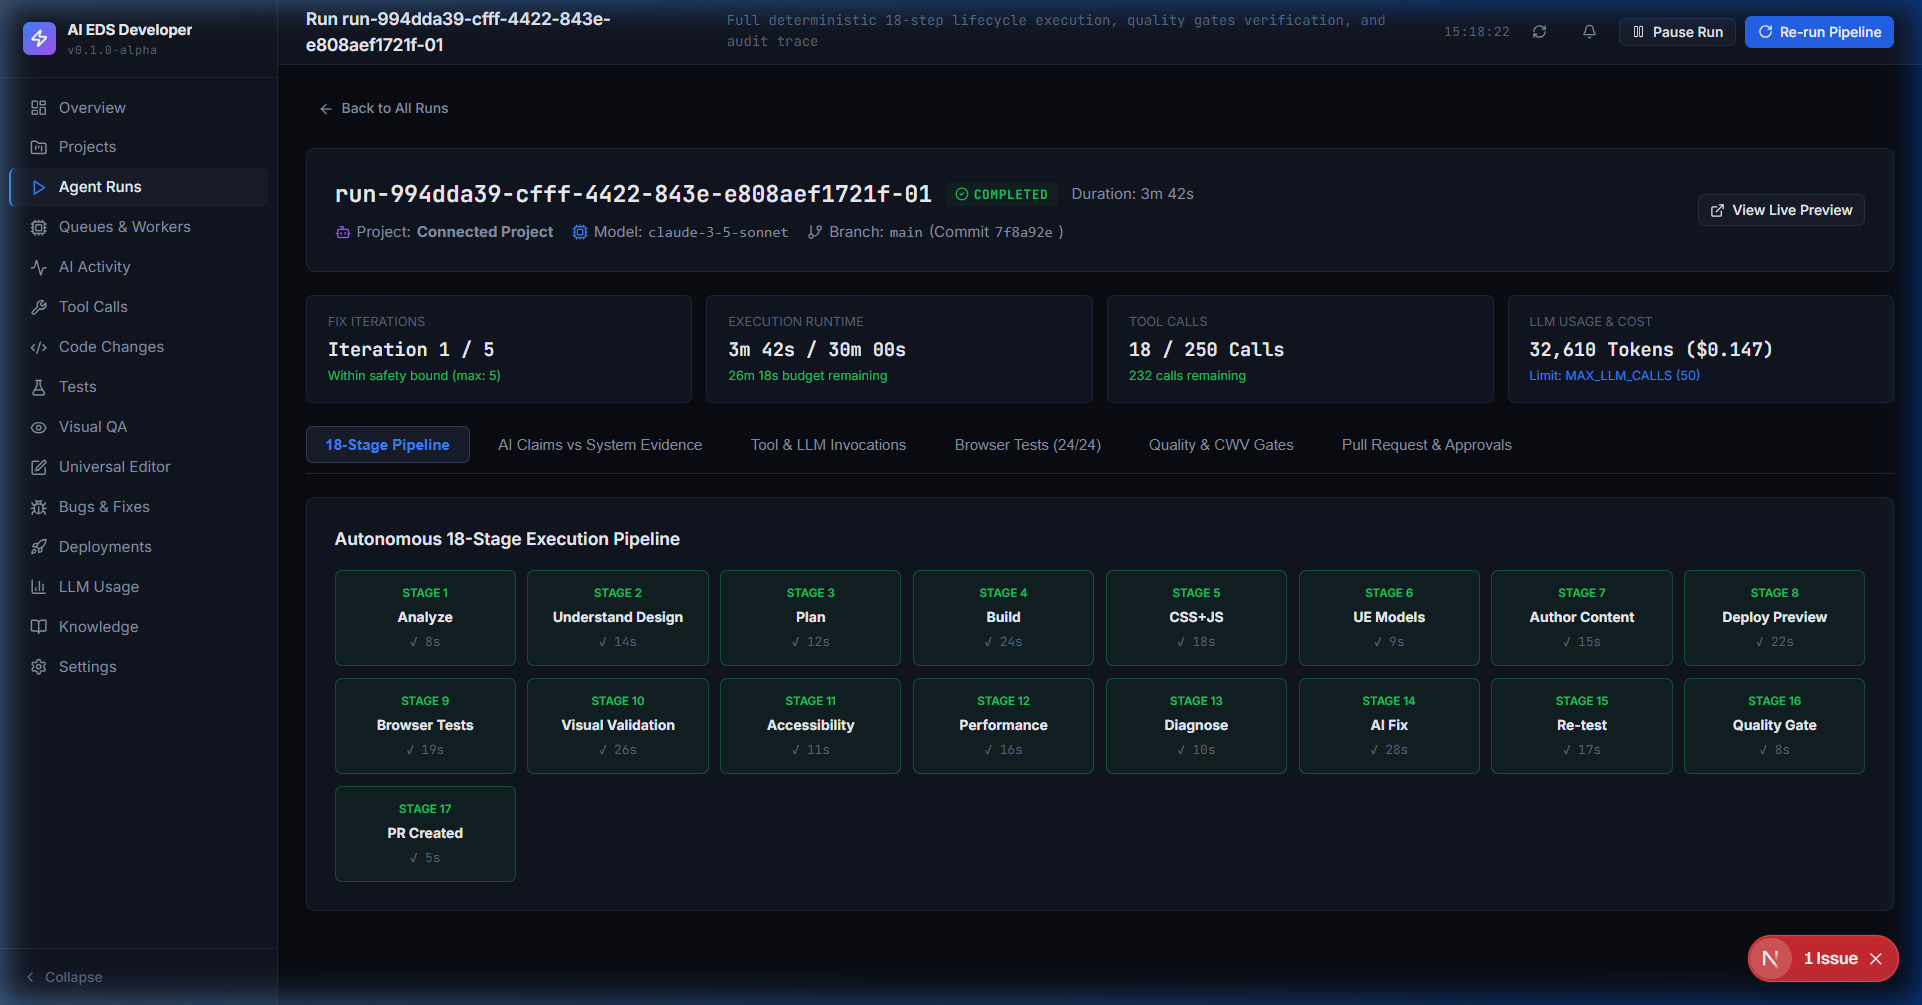 AI EDS Developer
v0.1.0-alpha
Overview
Projects
Agent Runs
Queues & Workers
AI Activity
Tool Calls
Code Changes
Tests
Visual QA
Universal Editor
Bugs & Fixes
Deployments
LLM Usage
Knowledge
Settings
Collapse
Run run-994dda39-cfff-4422-843e-
e808aef1721f-01
Full deterministic 18-step lifecycle execution, quality gates verification, and
audit trace
15:18:22
Pause Run
Re-run Pipeline
Back to All Runs
run-994dda39-cfff-4422-843e-e808aef1721f-01 COMPLETED Duration: 3m 42s
Project: Connected Project Model: claude-3-5-sonnet Branch: main (Commit 7f8a92e )
View Live Preview
FIX ITERATIONS
Iteration 1 / 5
Within safety bound (max: 5)
EXECUTION RUNTIME
3m 42s / 30m 00s
26m 18s budget remaining
TOOL CALLS
18 / 250 Calls
232 calls remaining
LLM USAGE & COST
32,610 Tokens ($0.147)
Limit: MAX_LLM_CALLS (50)
18-Stage Pipeline
AI Claims vs System Evidence
Tool & LLM Invocations
Browser Tests (24/24)
Quality & CWV Gates
Pull Request & Approvals
Autonomous 18-Stage Execution Pipeline
STAGE 1
Analyze
✓ 8s
STAGE 2
Understand Design
✓ 14s
STAGE 3
Plan
✓ 12s
STAGE 4
Build
✓ 24s
STAGE 5
CSS+JS
✓ 18s
STAGE 6
UE Models
✓ 9s
STAGE 7
Author Content
✓ 15s
STAGE 8
Deploy Preview
✓ 22s
STAGE 9
Browser Tests
✓ 19s
STAGE 10
Visual Validation
✓ 26s
STAGE 11
Accessibility
✓ 11s
STAGE 12
Performance
✓ 16s
STAGE 13
Diagnose
✓ 10s
STAGE 14
AI Fix
✓ 28s
STAGE 15
Re-test
✓ 17s
STAGE 16
Quality Gate
✓ 8s
STAGE 17
PR Created
✓ 5s
N 1 Issue